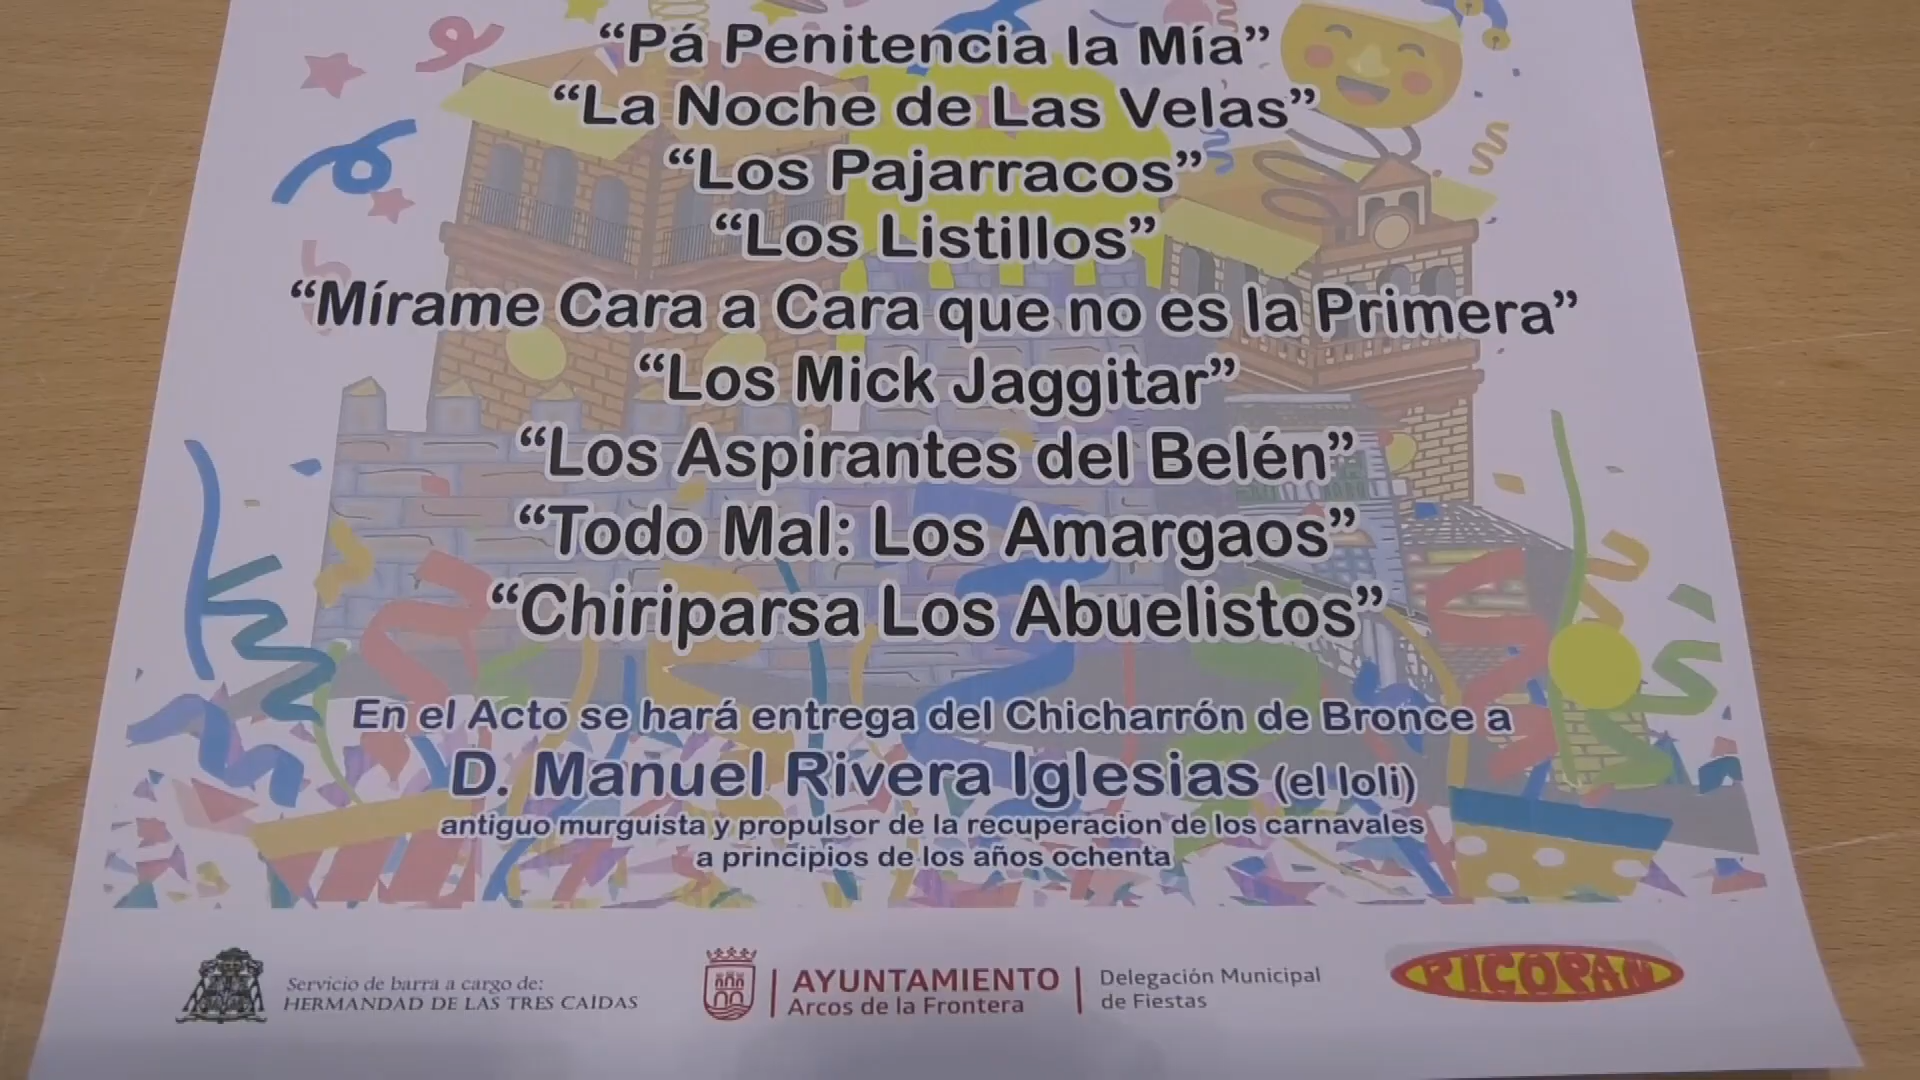 “Pá Penitencia la Mía”
“La Noche de Las Velas”
“Los Pajarracos”
“Los Listillos”
“Mírame Cara a Cara que no es la Primera”
“Los Mick Jaggitar”
“Los Aspirantes del Belén”
“Todo Mal: Los Amargaos”
“Chiriparsa Los Abuelistos”
En el Acto se hará entrega del Chicharrón de Bronce a
D. Manuel Rivera Iglesias (el loli)
antiguo murguista y propulsor de la recuperacion de los carnavales
a principios de los años ochenta
Servicio de barra a cargo de:
HERMANDAD DE LAS TRES CAÍDAS
AYUNTAMIENTO
Arcos de la Frontera
Delegación Municipal
de Fiestas
RICOPAN